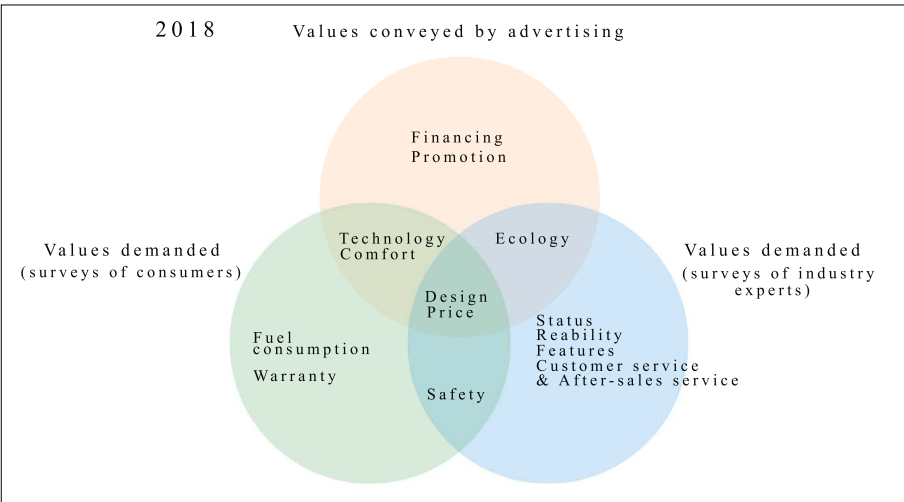 2018
Values conveyed by advertising
Financing
Promotion
Technology
Comfort
Ecology
Values demanded
(surveys of consumers)
Values demanded
(surveys of industry
experts)
Design
Price
Fuel
consumption
Warranty
Status
Reability
Features
Customer service
& After-sales service
Safety